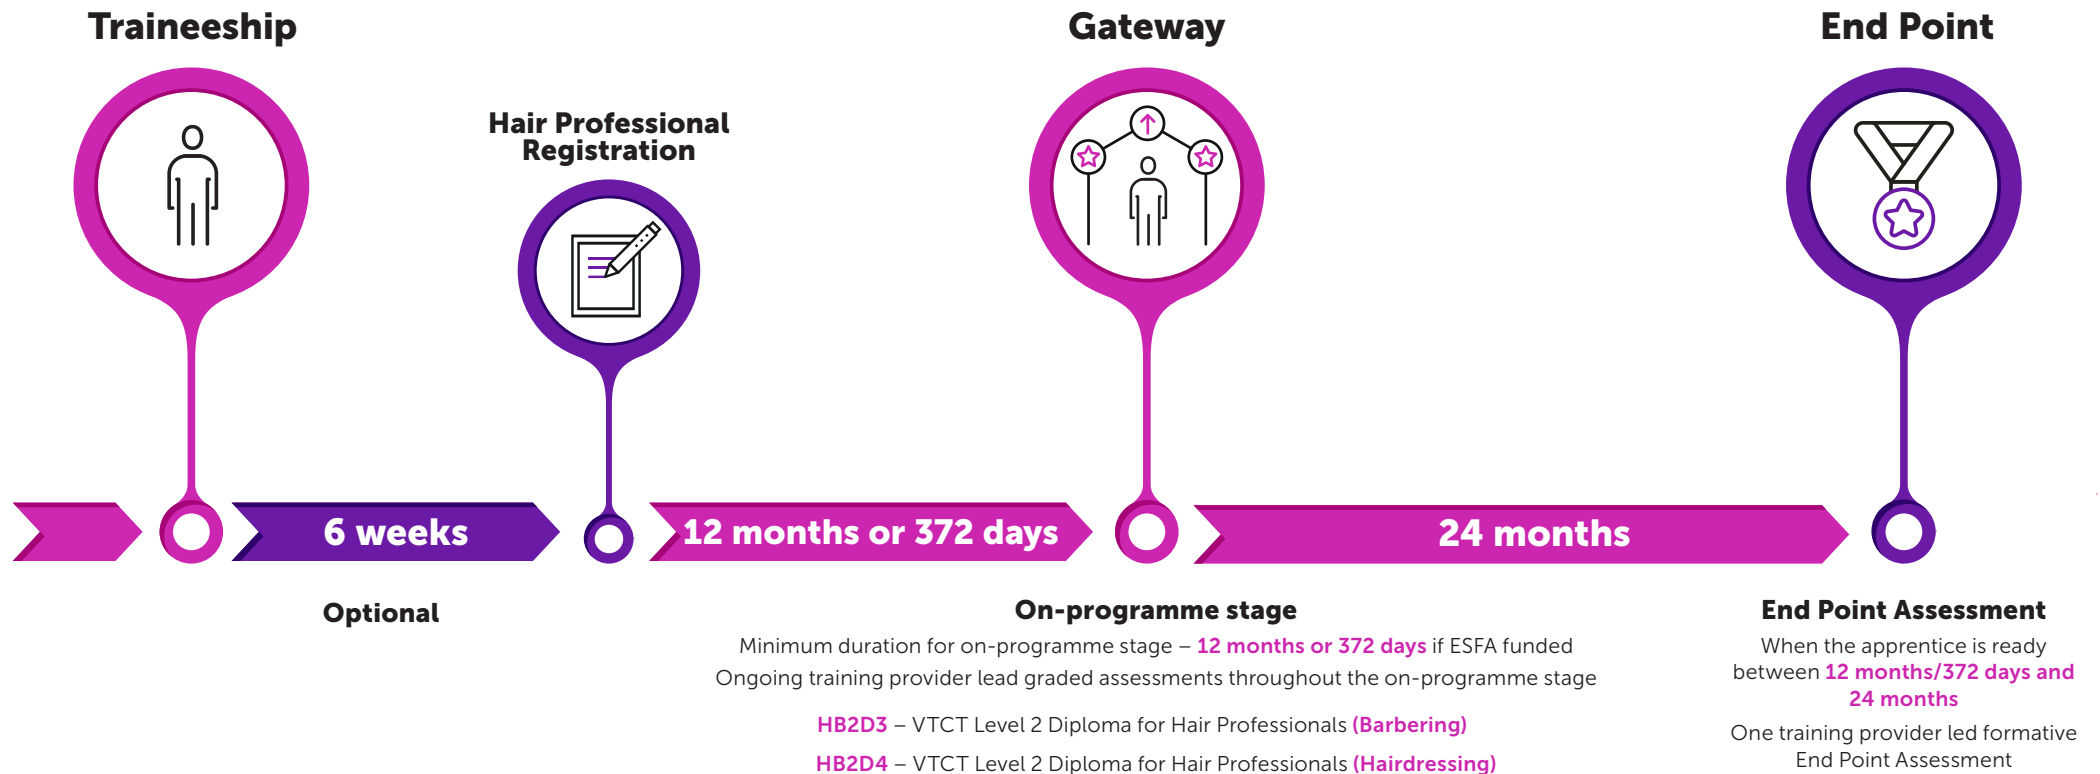 Traineeship
Gateway
End Point
Hair Professional
Registration
6 weeks
12 months or 372 days
24 months
Optional
On-programme stage
Minimum duration for on-programme stage – 12 months or 372 days if ESFA funded
Ongoing training provider lead graded assessments throughout the on-programme stage
HB2D3 – VTCT Level 2 Diploma for Hair Professionals (Barbering)
HB2D4 – VTCT Level 2 Diploma for Hair Professionals (Hairdressing)
End Point Assessment
When the apprentice is ready
between 12 months/372 days and
24 months
One training provider led formative
End Point Assessment